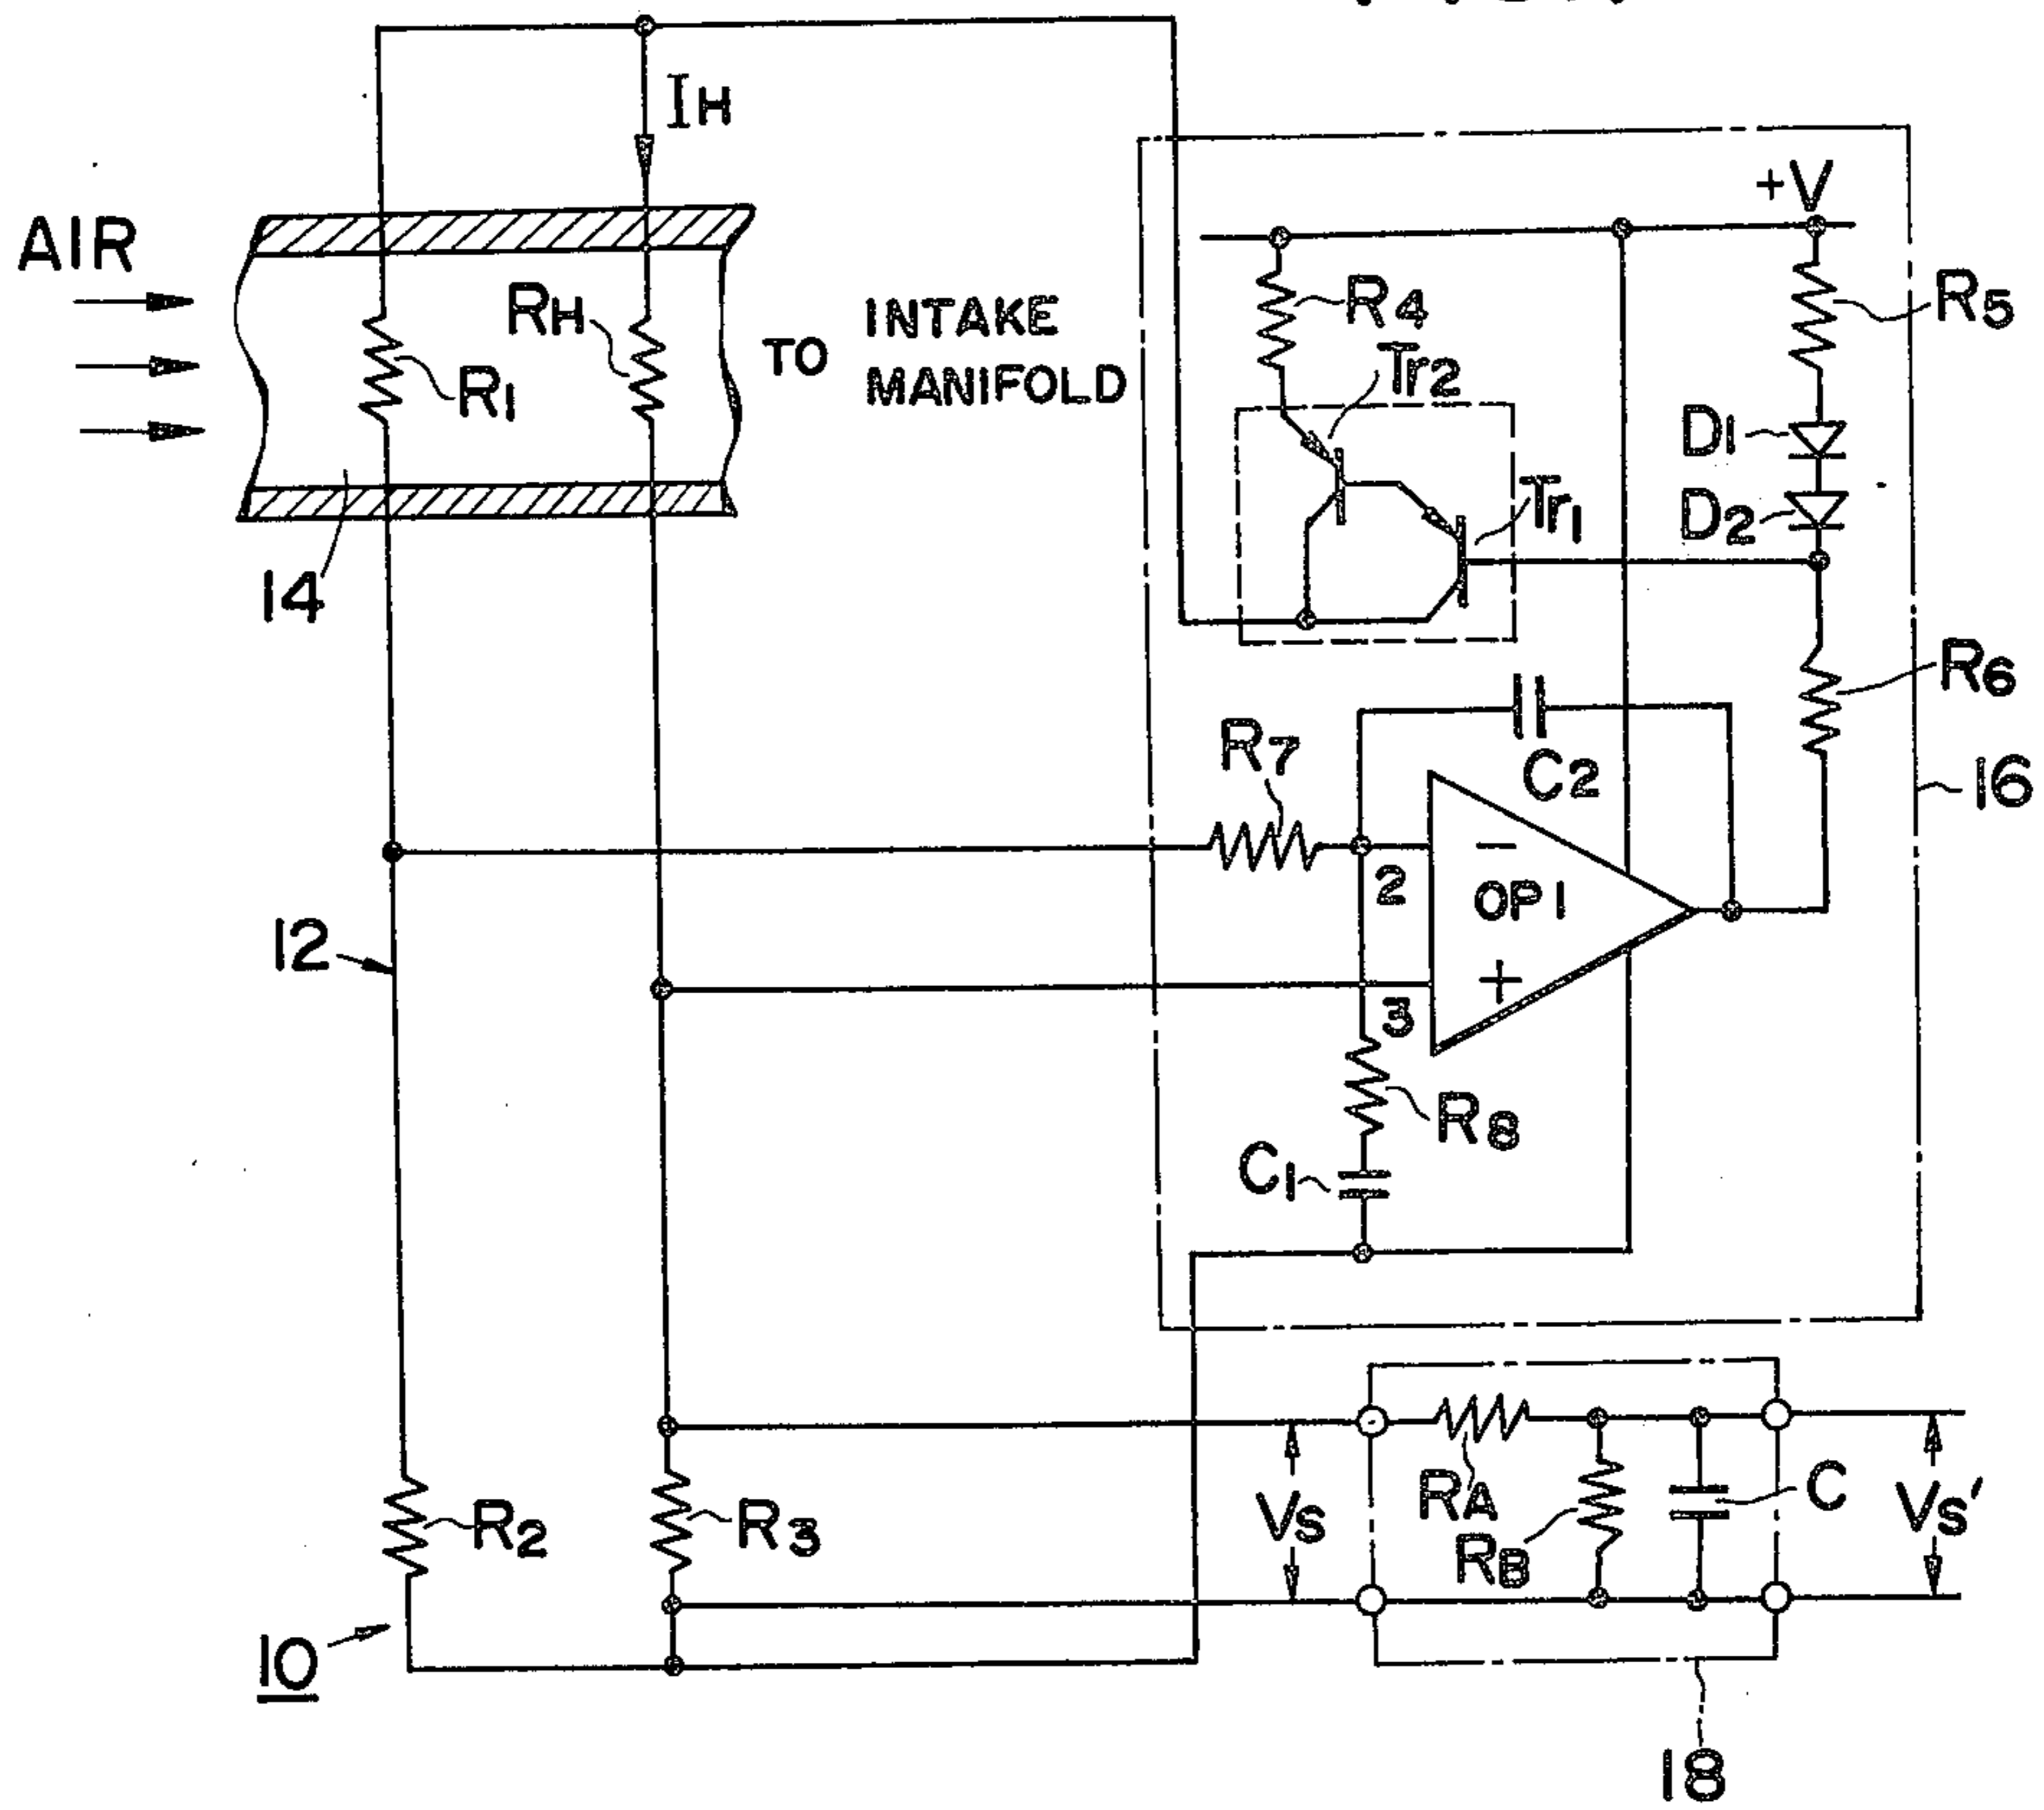 IH
+V
AIR
R4
R5
RH
INTAKE
TO
MANIFOLD
R1
Tr2
D1
D2
Tr1
14
R6
R7
C2
16
2
-
OP1
12
+
3
R8
C1
R2
R3
Vs
RA
RB
C
Vs'
10
18